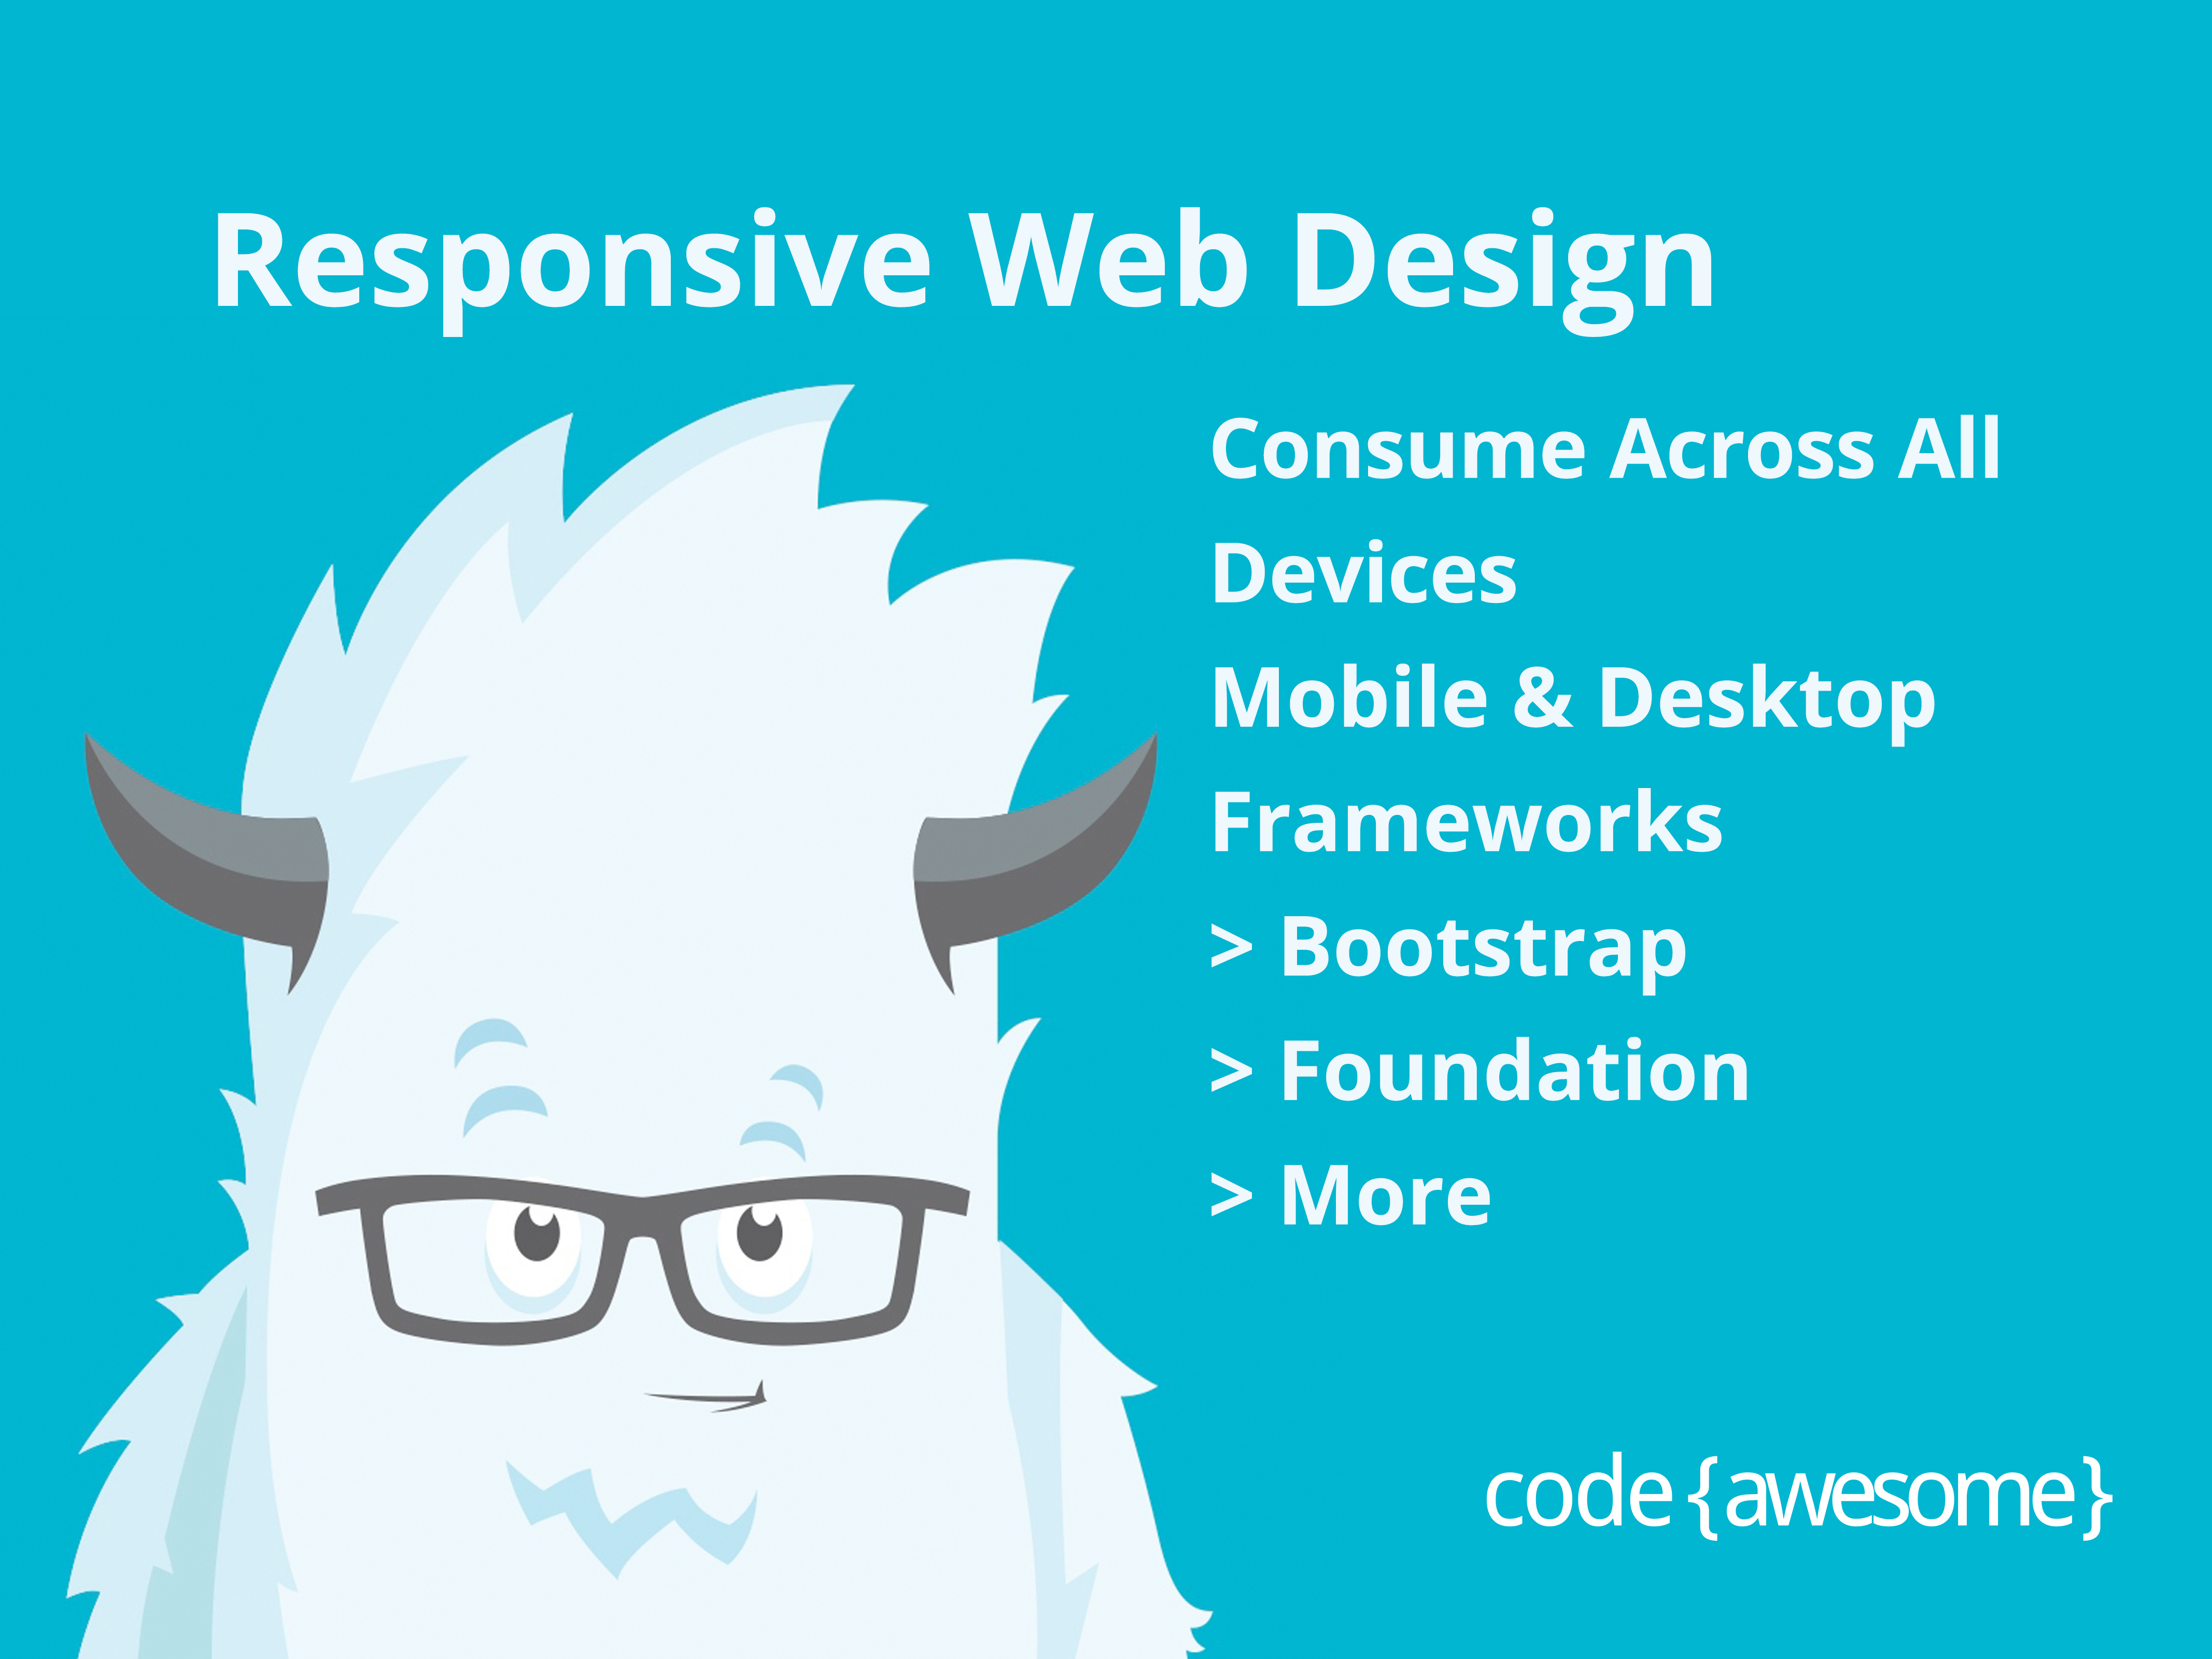 Responsive Web Design
Consume Across All
Devices
Mobile & Desktop
Frameworks
> Bootstrap
> Foundation
> More
code{awesome}